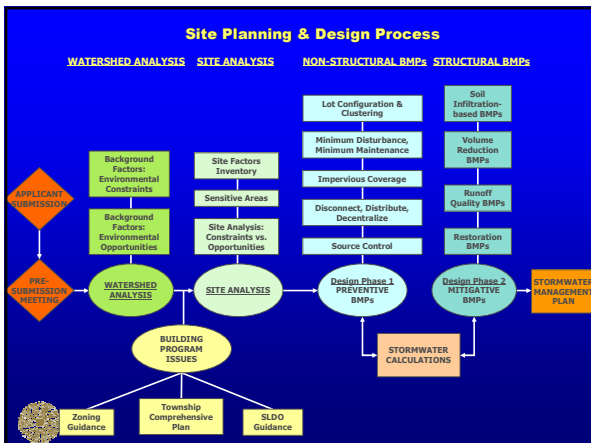 Site Planning & Design Process
WATERSHED ANALYSIS
SITE ANALYSIS
NON-STRUCTURAL BMPs
STRUCTURAL BMPs
APPLICANT
SUBMISSION
PRE-
SUBMISSION
MEETING
Background
Factors:
Environmental
Constraints
Background
Factors:
Environmental
Opportunities
WATERSHED
ANALYSIS
Site Factors
Inventory
Sensitive Areas
Site Analysis:
Constraints vs.
Opportunities
SITE ANALYSIS
Lot Configuration &
Clustering
Minimum Disturbance,
Minimum Maintenance
Impervious Coverage
Disconnect, Distribute,
Decentralize
Source Control
Design Phase 1
PREVENTIVE
BMPs
Soil
Infiltration-
based BMPs
Volume
Reduction
BMPs
Runoff
Quality BMPs
Restoration
BMPs
Design Phase 2
MITIGATIVE
BMPs
STORMWATER
MANAGEMENT
PLAN
BUILDING
PROGRAM
ISSUES
STORMWATER
CALCULATIONS
Zoning
Guidance
Township
Comprehensive
Plan
SLDO
Guidance